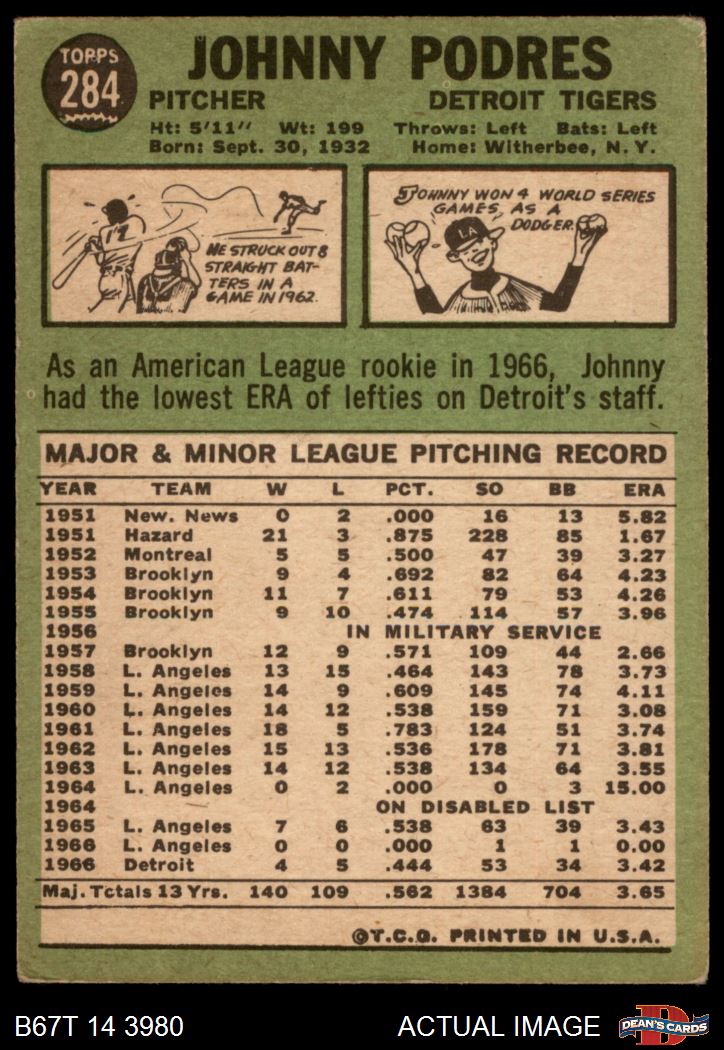 TOPPS
284
JOHNNY PODRES
PITCHER DETROIT TIGERS
Ht: 5'11" Wt: 199 Throws: Left Bats: Left
Born: Sept. 30, 1932 Home: Witherbee, N.Y.
HE STRUCK OUT 8
STRAIGHT BAT-
TERS IN A
GAME IN 1962.
JOHNNY WON 4 WORLD SERIES
GAMES, AS A
DODGER.
LA
As an American League rookie in 1966, Johnny
had the lowest ERA of lefties on Detroit's staff.
MAJOR & MINOR LEAGUE PITCHING RECORD
YEAR TEAM W L PCT. SO BB ERA
1951 New. News 0 2 .000 16 13 5.82
1951 Hazard 21 3 .875 228 85 1.67
1952 Montreal 5 5 .500 47 39 3.27
1953 Brooklyn 9 4 .692 82 64 4.23
1954 Brooklyn 11 7 .611 79 53 4.26
1955 Brooklyn 9 10 .474 114 57 3.96
1956 IN MILITARY SERVICE
1957 Brooklyn 12 9 .571 109 44 2.66
1958 L. Angeles 13 15 .464 143 78 3.73
1959 L. Angeles 14 9 .609 145 74 4.11
1960 L. Angeles 14 12 .538 159 71 3.08
1961 L. Angeles 18 5 .783 124 51 3.74
1962 L. Angeles 15 13 .536 178 71 3.81
1963 L. Angeles 14 12 .538 134 64 3.55
1964 L. Angeles 0 2 .000 0 3 15.00
1964 ON DISABLED LIST
1965 L. Angeles 7 6 .538 63 39 3.43
1966 L. Angeles 0 0 .000 1 1 0.00
1966 Detroit 4 5 .444 53 34 3.42
Maj. Totals 13 Yrs. 140 109 .562 1384 704 3.65
©T.C.G. PRINTED IN U.S.A.
B67T 14 3980 ACTUAL IMAGE
D
DEAN'S CARDS